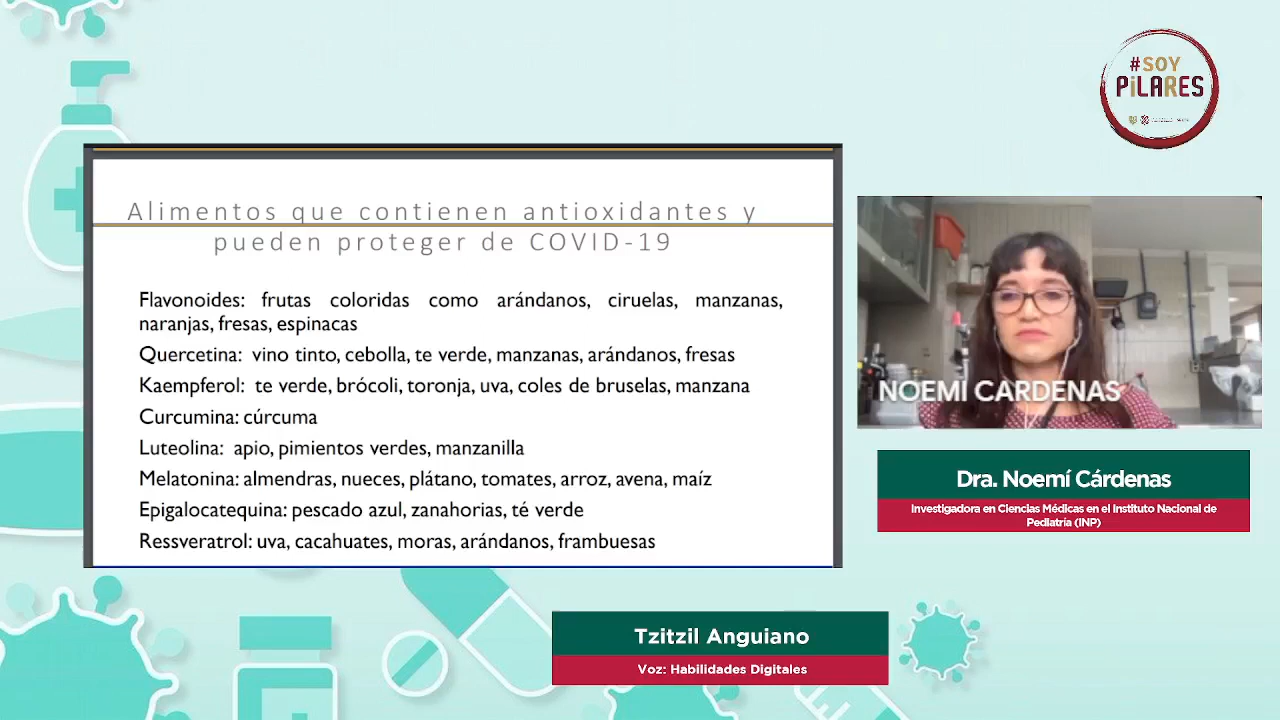 #SOY
PiLARES
Alimentos que contienen antioxidantes y
pueden proteger de COVID-19
Flavonoides: frutas coloridas como arándanos, ciruelas, manzanas,
naranjas, fresas, espinacas
Quercetina: vino tinto, cebolla, te verde, manzanas, arándanos, fresas
Kaempferol: te verde, brócoli, toronja, uva, coles de bruselas, manzana
Curcumina: cúrcuma
Luteolina: apio, pimientos verdes, manzanilla
Melatonina: almendras, nueces, plátano, tomates, arroz, avena, maíz
Epigalocatequina: pescado azul, zanahorias, té verde
Ressveratrol: uva, cacahuates, moras, arándanos, frambuesas
NOEMI CARDENAS
Dra. Noemí Cárdenas
Investigadora en Ciencias Médicas en el Instituto Nacional de
Pediatría (INP)
Tzitzil Anguiano
Voz: Habilidades Digitales